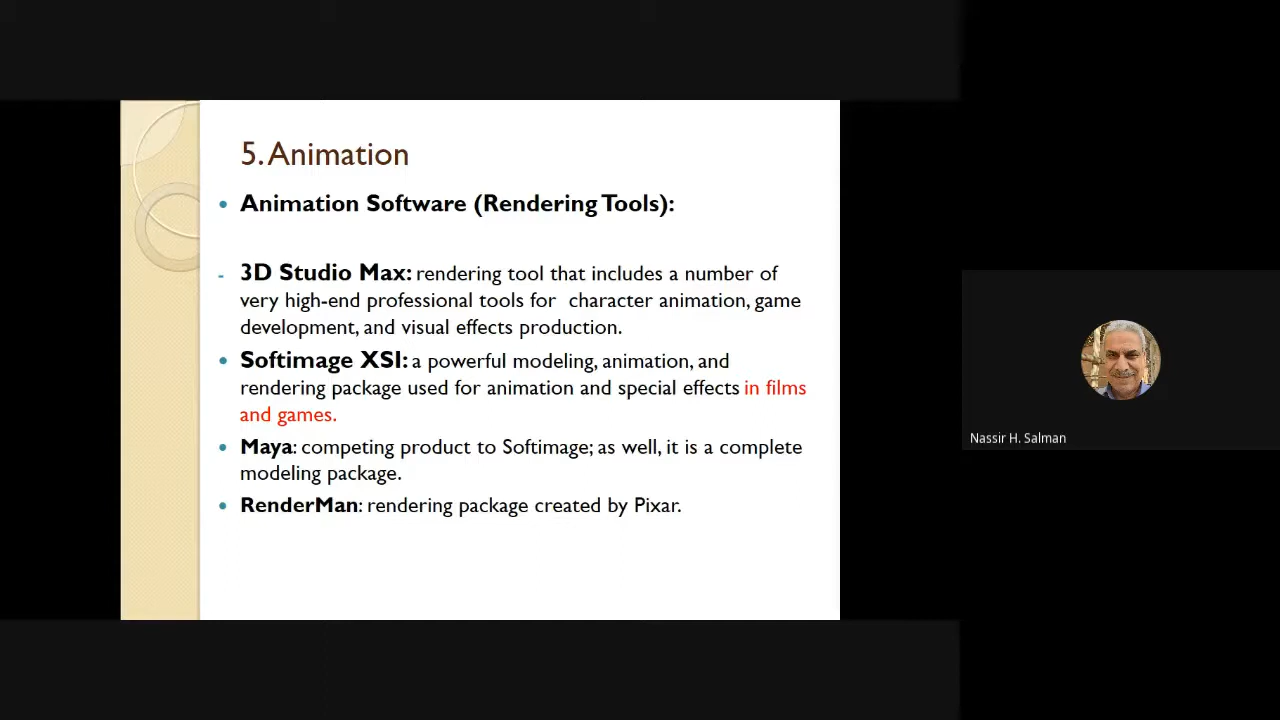 5. Animation
• Animation Software (Rendering Tools):
- 3D Studio Max: rendering tool that includes a number of
very high-end professional tools for character animation, game
development, and visual effects production.
• Softimage XSI: a powerful modeling, animation, and
rendering package used for animation and special effects in films
and games.
• Maya: competing product to Softimage; as well, it is a complete
modeling package.
• RenderMan: rendering package created by Pixar.
Nassir H. Salman